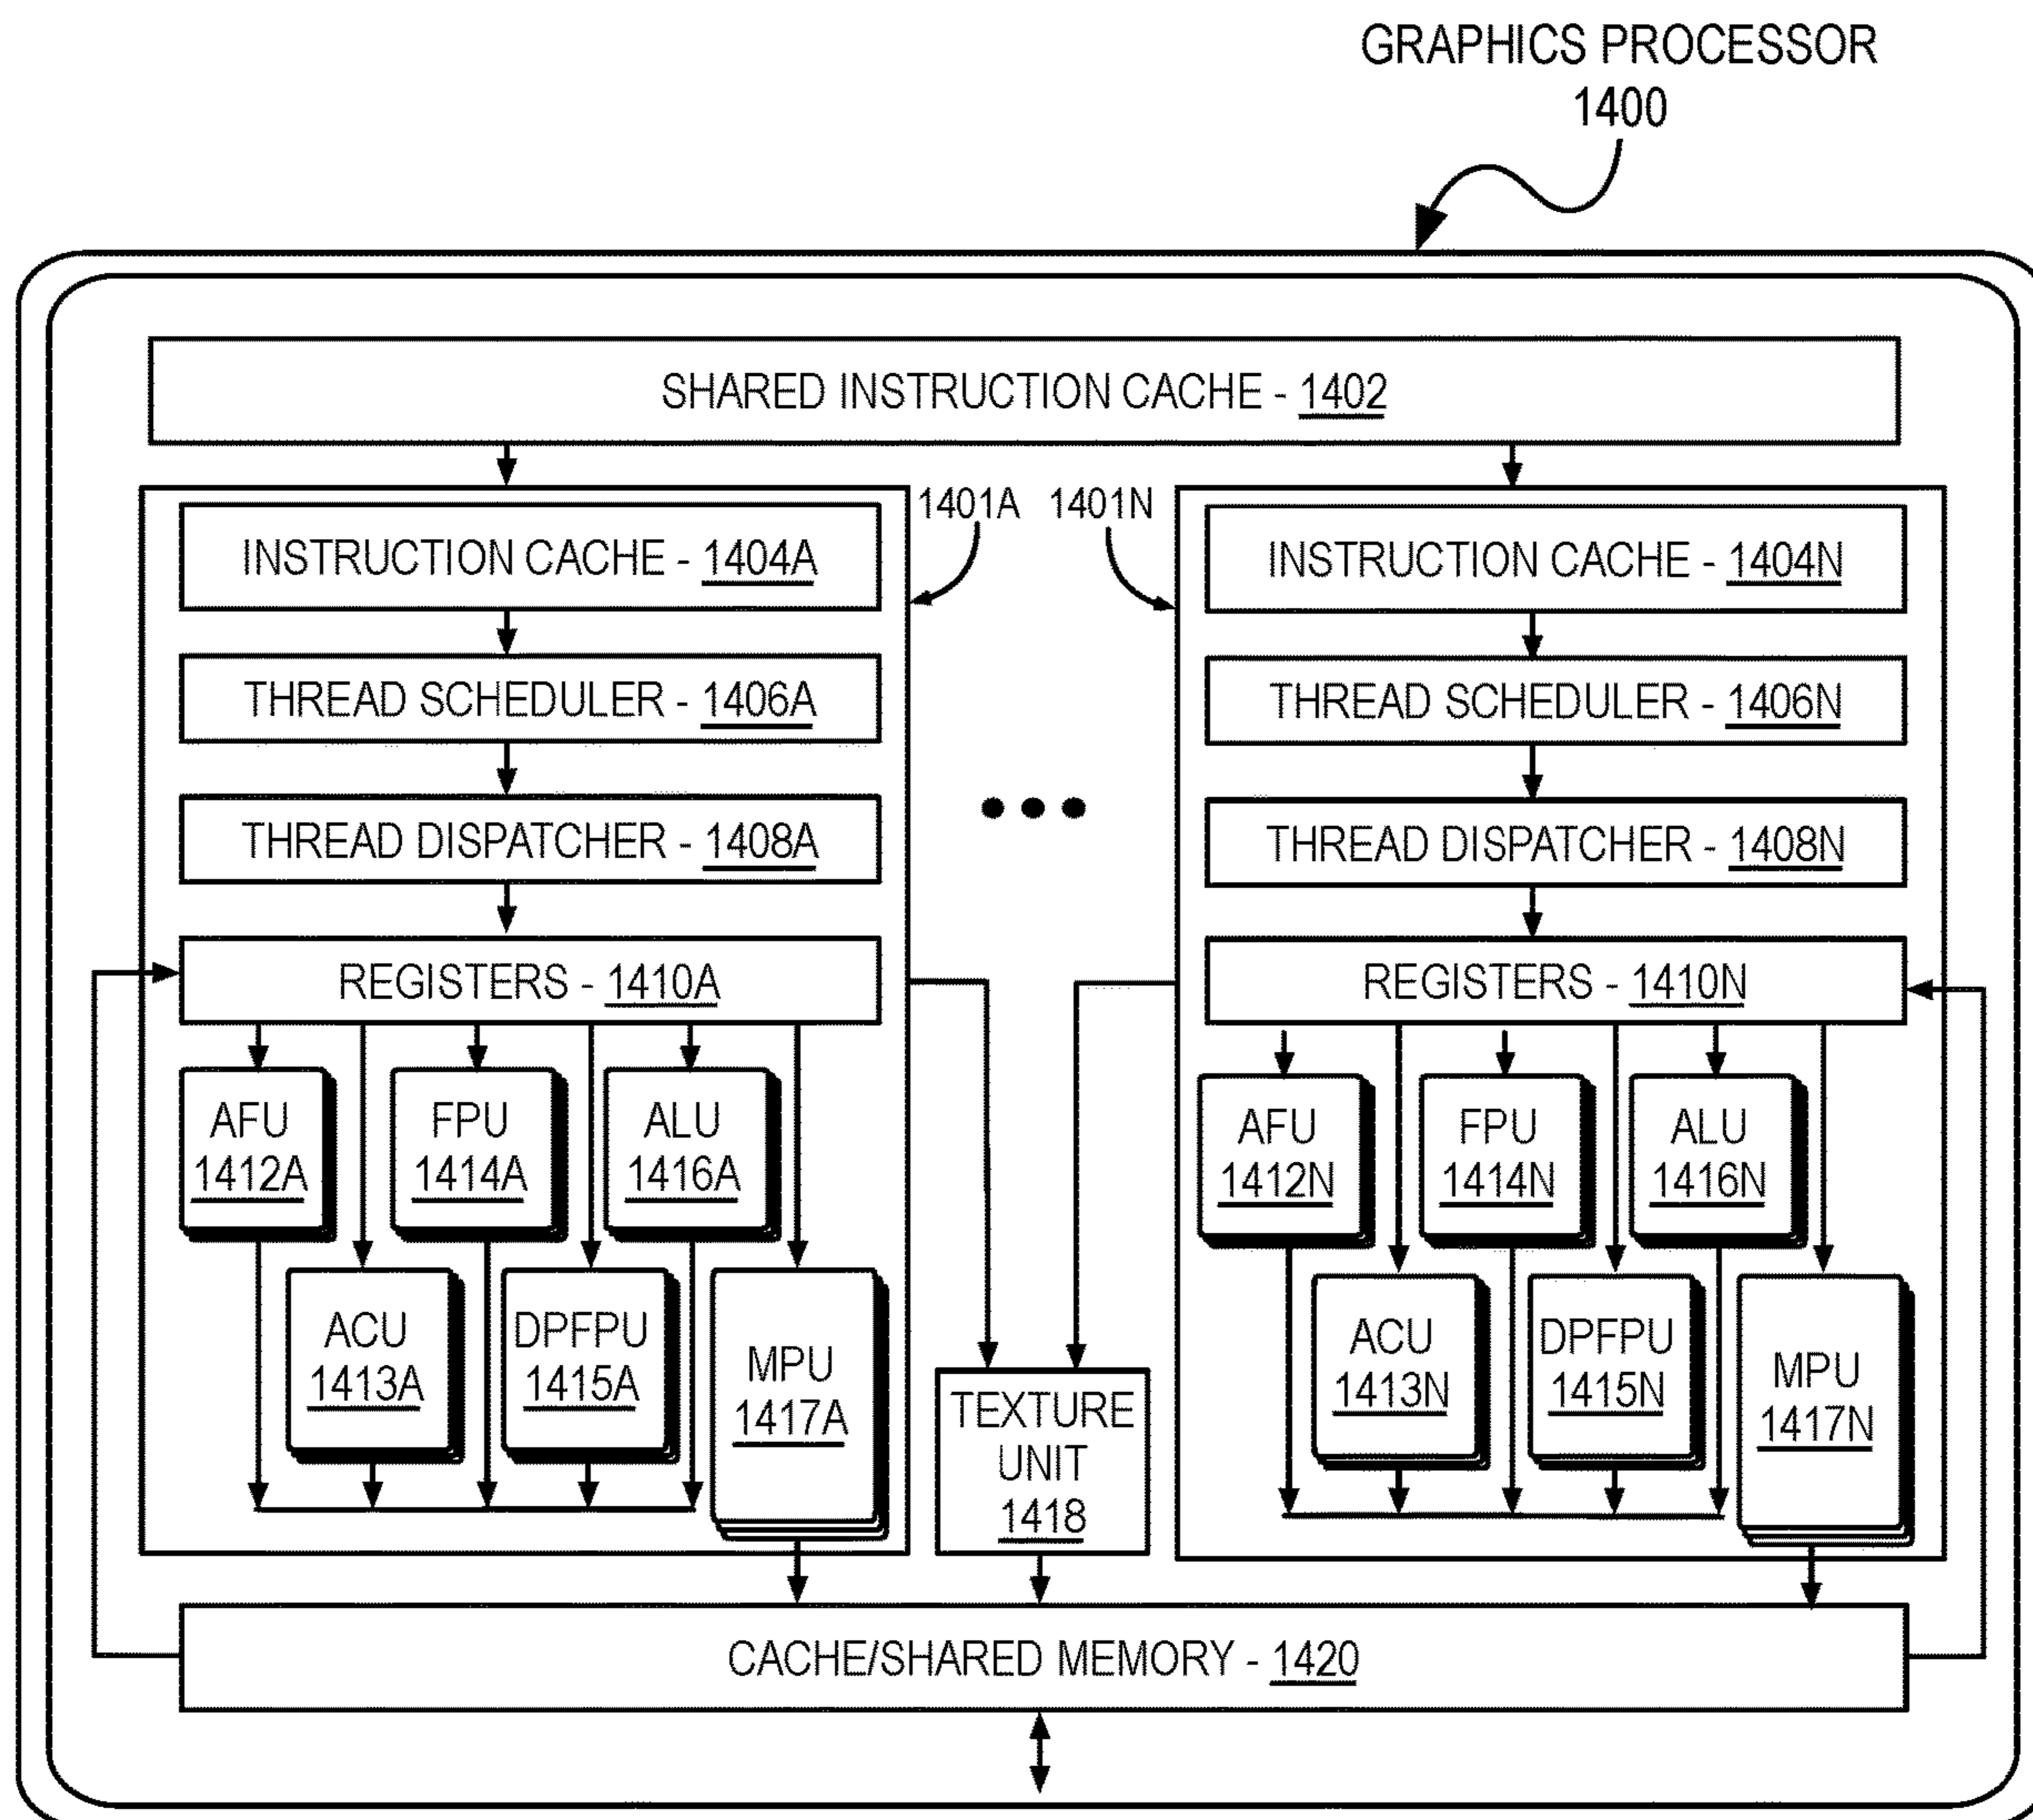 GRAPHICS PROCESSOR
1400
SHARED INSTRUCTION CACHE - 1402
1401A
1401N
INSTRUCTION CACHE - 1404A
THREAD SCHEDULER - 1406A
THREAD DISPATCHER - 1408A
REGISTERS - 1410A
AFU
1412A
FPU
1414A
ALU
1416A
ACU
1413A
DPFPU
1415A
MPU
1417A
TEXTURE
UNIT
1418
INSTRUCTION CACHE - 1404N
THREAD SCHEDULER - 1406N
THREAD DISPATCHER - 1408N
REGISTERS - 1410N
AFU
1412N
FPU
1414N
ALU
1416N
ACU
1413N
DPFPU
1415N
MPU
1417N
CACHE/SHARED MEMORY - 1420